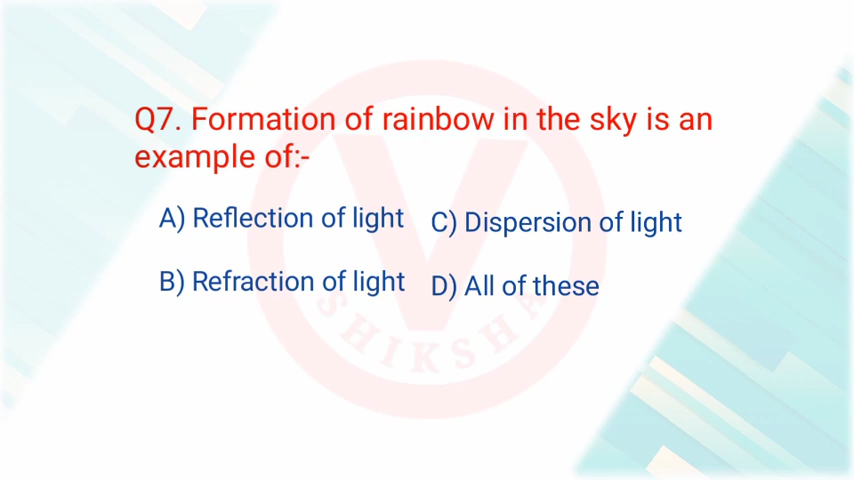 Q7. Formation of rainbow in the sky is an
example of:-
A) Reflection of light
C) Dispersion of light
B) Refraction of light
D) All of these
V
SHIKSHA